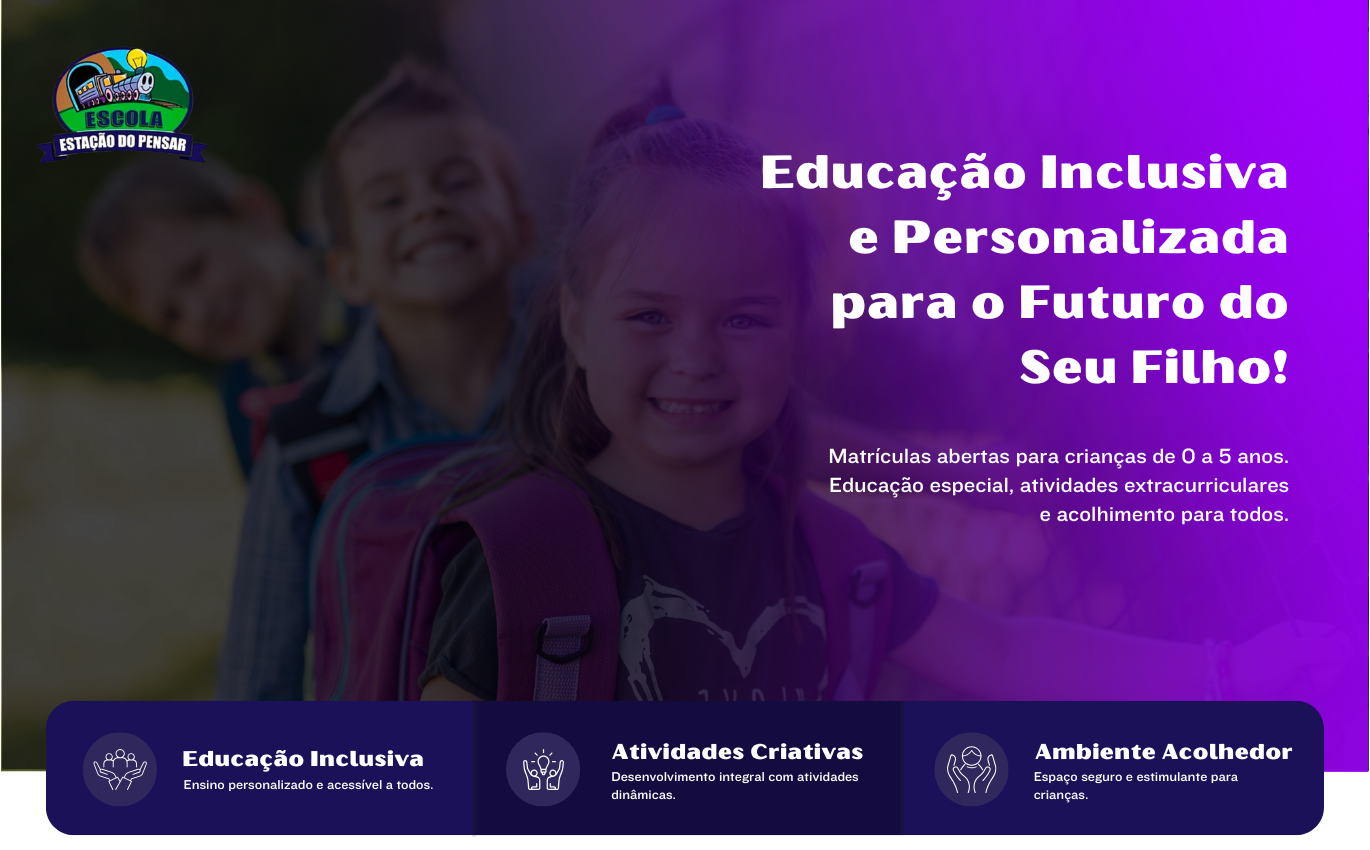 ESCOLA
ESTAÇÃO DO PENSAR
Educação Inclusiva
e Personalizada
para o Futuro do
Seu Filho!
Matrículas abertas para crianças de 0 a 5 anos.
Educação especial, atividades extracurriculares
e acolhimento para todos.
Educação Inclusiva
Ensino personalizado e acessível a todos.
Atividades Criativas
Desenvolvimento integral com atividades
dinâmicas.
Ambiente Acolhedor
Espaço seguro e estimulante para
crianças.